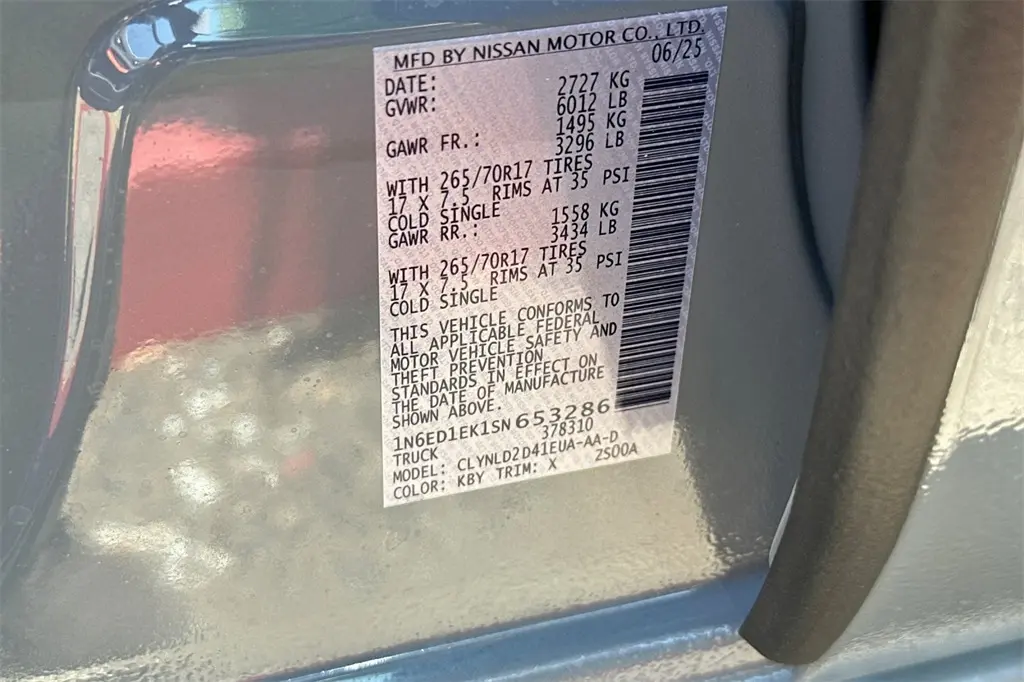 MFD BY NISSAN MOTOR CO., LTD.
DATE: 06/25
GVWR: 2727 KG
6012 LB
GAWR FR.: 1495 KG
3296 LB
WITH 265/70R17 TIRES
17 X 7.5 RIMS AT 35 PSI
COLD SINGLE
GAWR RR.: 1558 KG
3434 LB
WITH 265/70R17 TIRES
17 X 7.5 RIMS AT 35 PSI
COLD SINGLE
THIS VEHICLE CONFORMS TO
ALL APPLICABLE FEDERAL
MOTOR VEHICLE SAFETY AND
THEFT PREVENTION
STANDARDS IN EFFECT ON
THE DATE OF MANUFACTURE
SHOWN ABOVE.
1N6ED1EK1SN653286
TRUCK 378310
MODEL: CLYNLD2D41EUA-AA-D
COLOR: KBY TRIM: X 2S00A